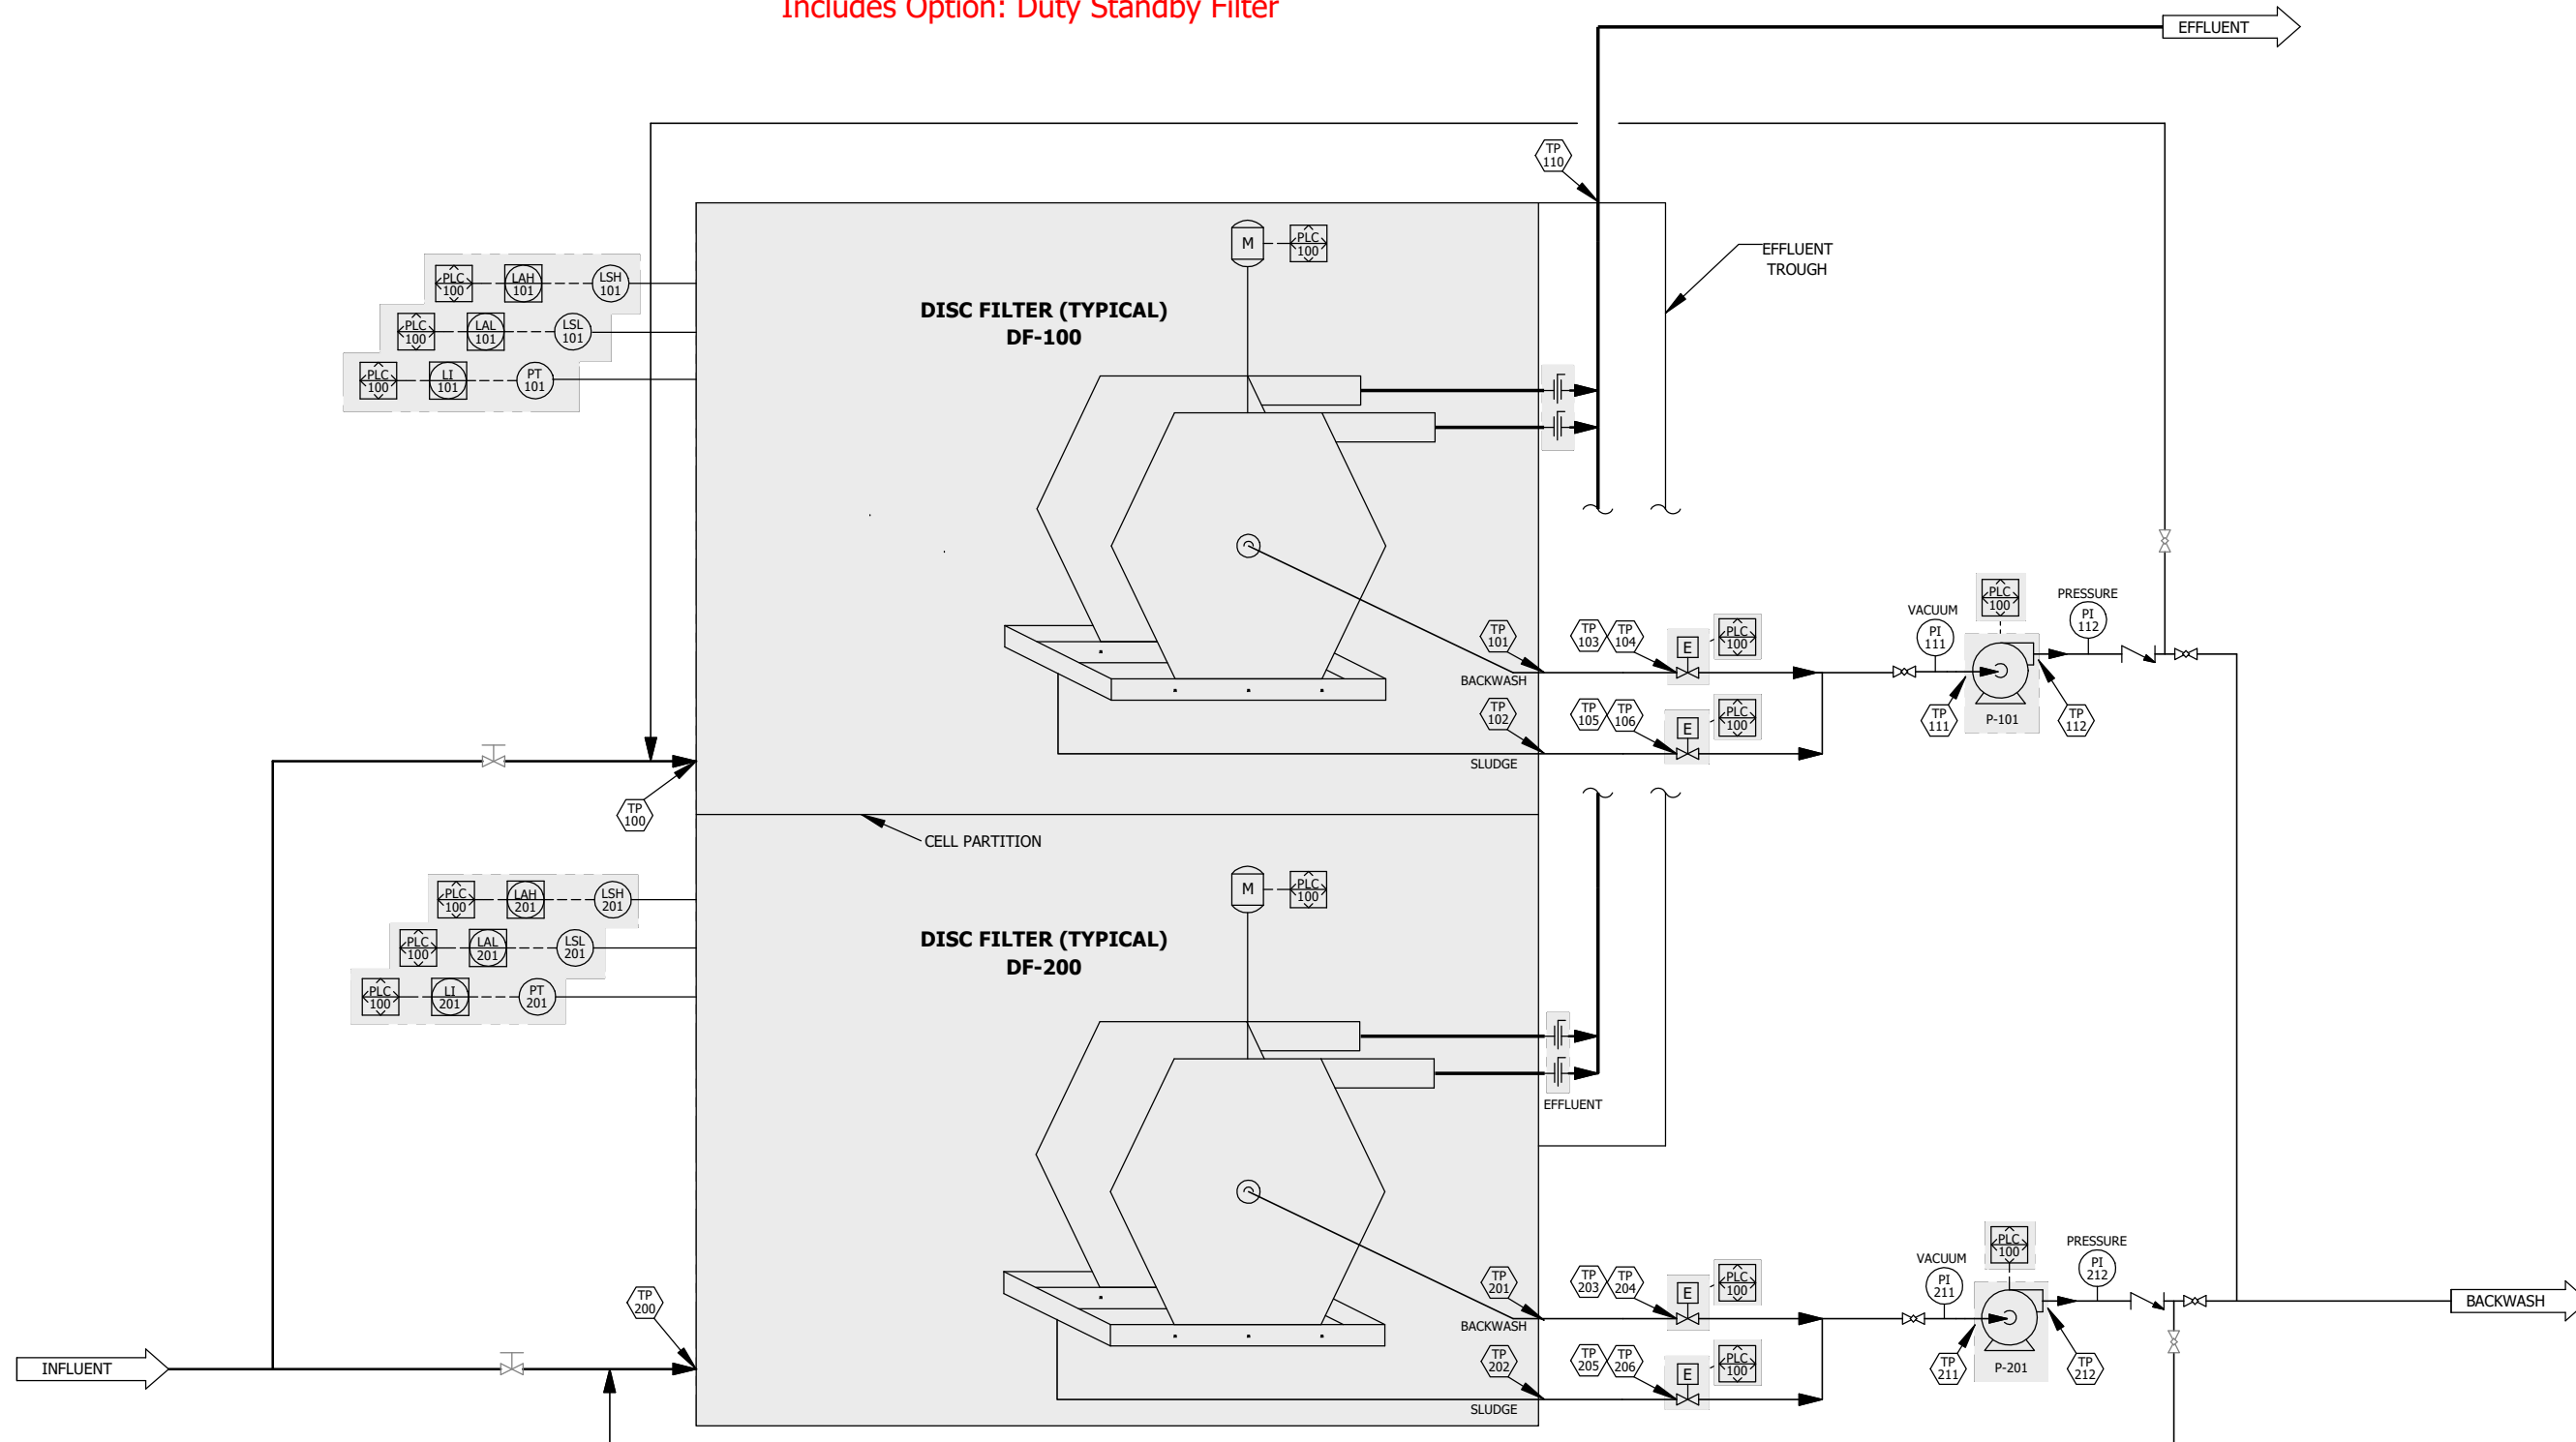 Includes Option: Duty Standby Filter
EFFLUENT
TP
110
EFFLUENT
TROUGH
M
PLC
100
PLC
100
LAH
101
LSH
101
PLC
100
LAL
101
LSL
101
PLC
100
LI
101
PT
101
DISC FILTER (TYPICAL)
DF-100
TP
101
TP
103
TP
104
E
PLC
100
BACKWASH
VACUUM
PI
111
PLC
100
PRESSURE
PI
112
TP
111
P-101
TP
112
TP
102
TP
105
TP
106
E
PLC
100
SLUDGE
TP
100
CELL PARTITION
M
PLC
100
PLC
100
LAH
201
LSH
201
PLC
100
LAL
201
LSL
201
PLC
100
LI
201
PT
201
DISC FILTER (TYPICAL)
DF-200
EFFLUENT
TP
200
INFLUENT
TP
201
TP
203
TP
204
E
PLC
100
BACKWASH
VACUUM
PI
211
PLC
100
PRESSURE
PI
212
BACKWASH
TP
211
P-201
TP
212
TP
202
TP
205
TP
206
E
PLC
100
SLUDGE